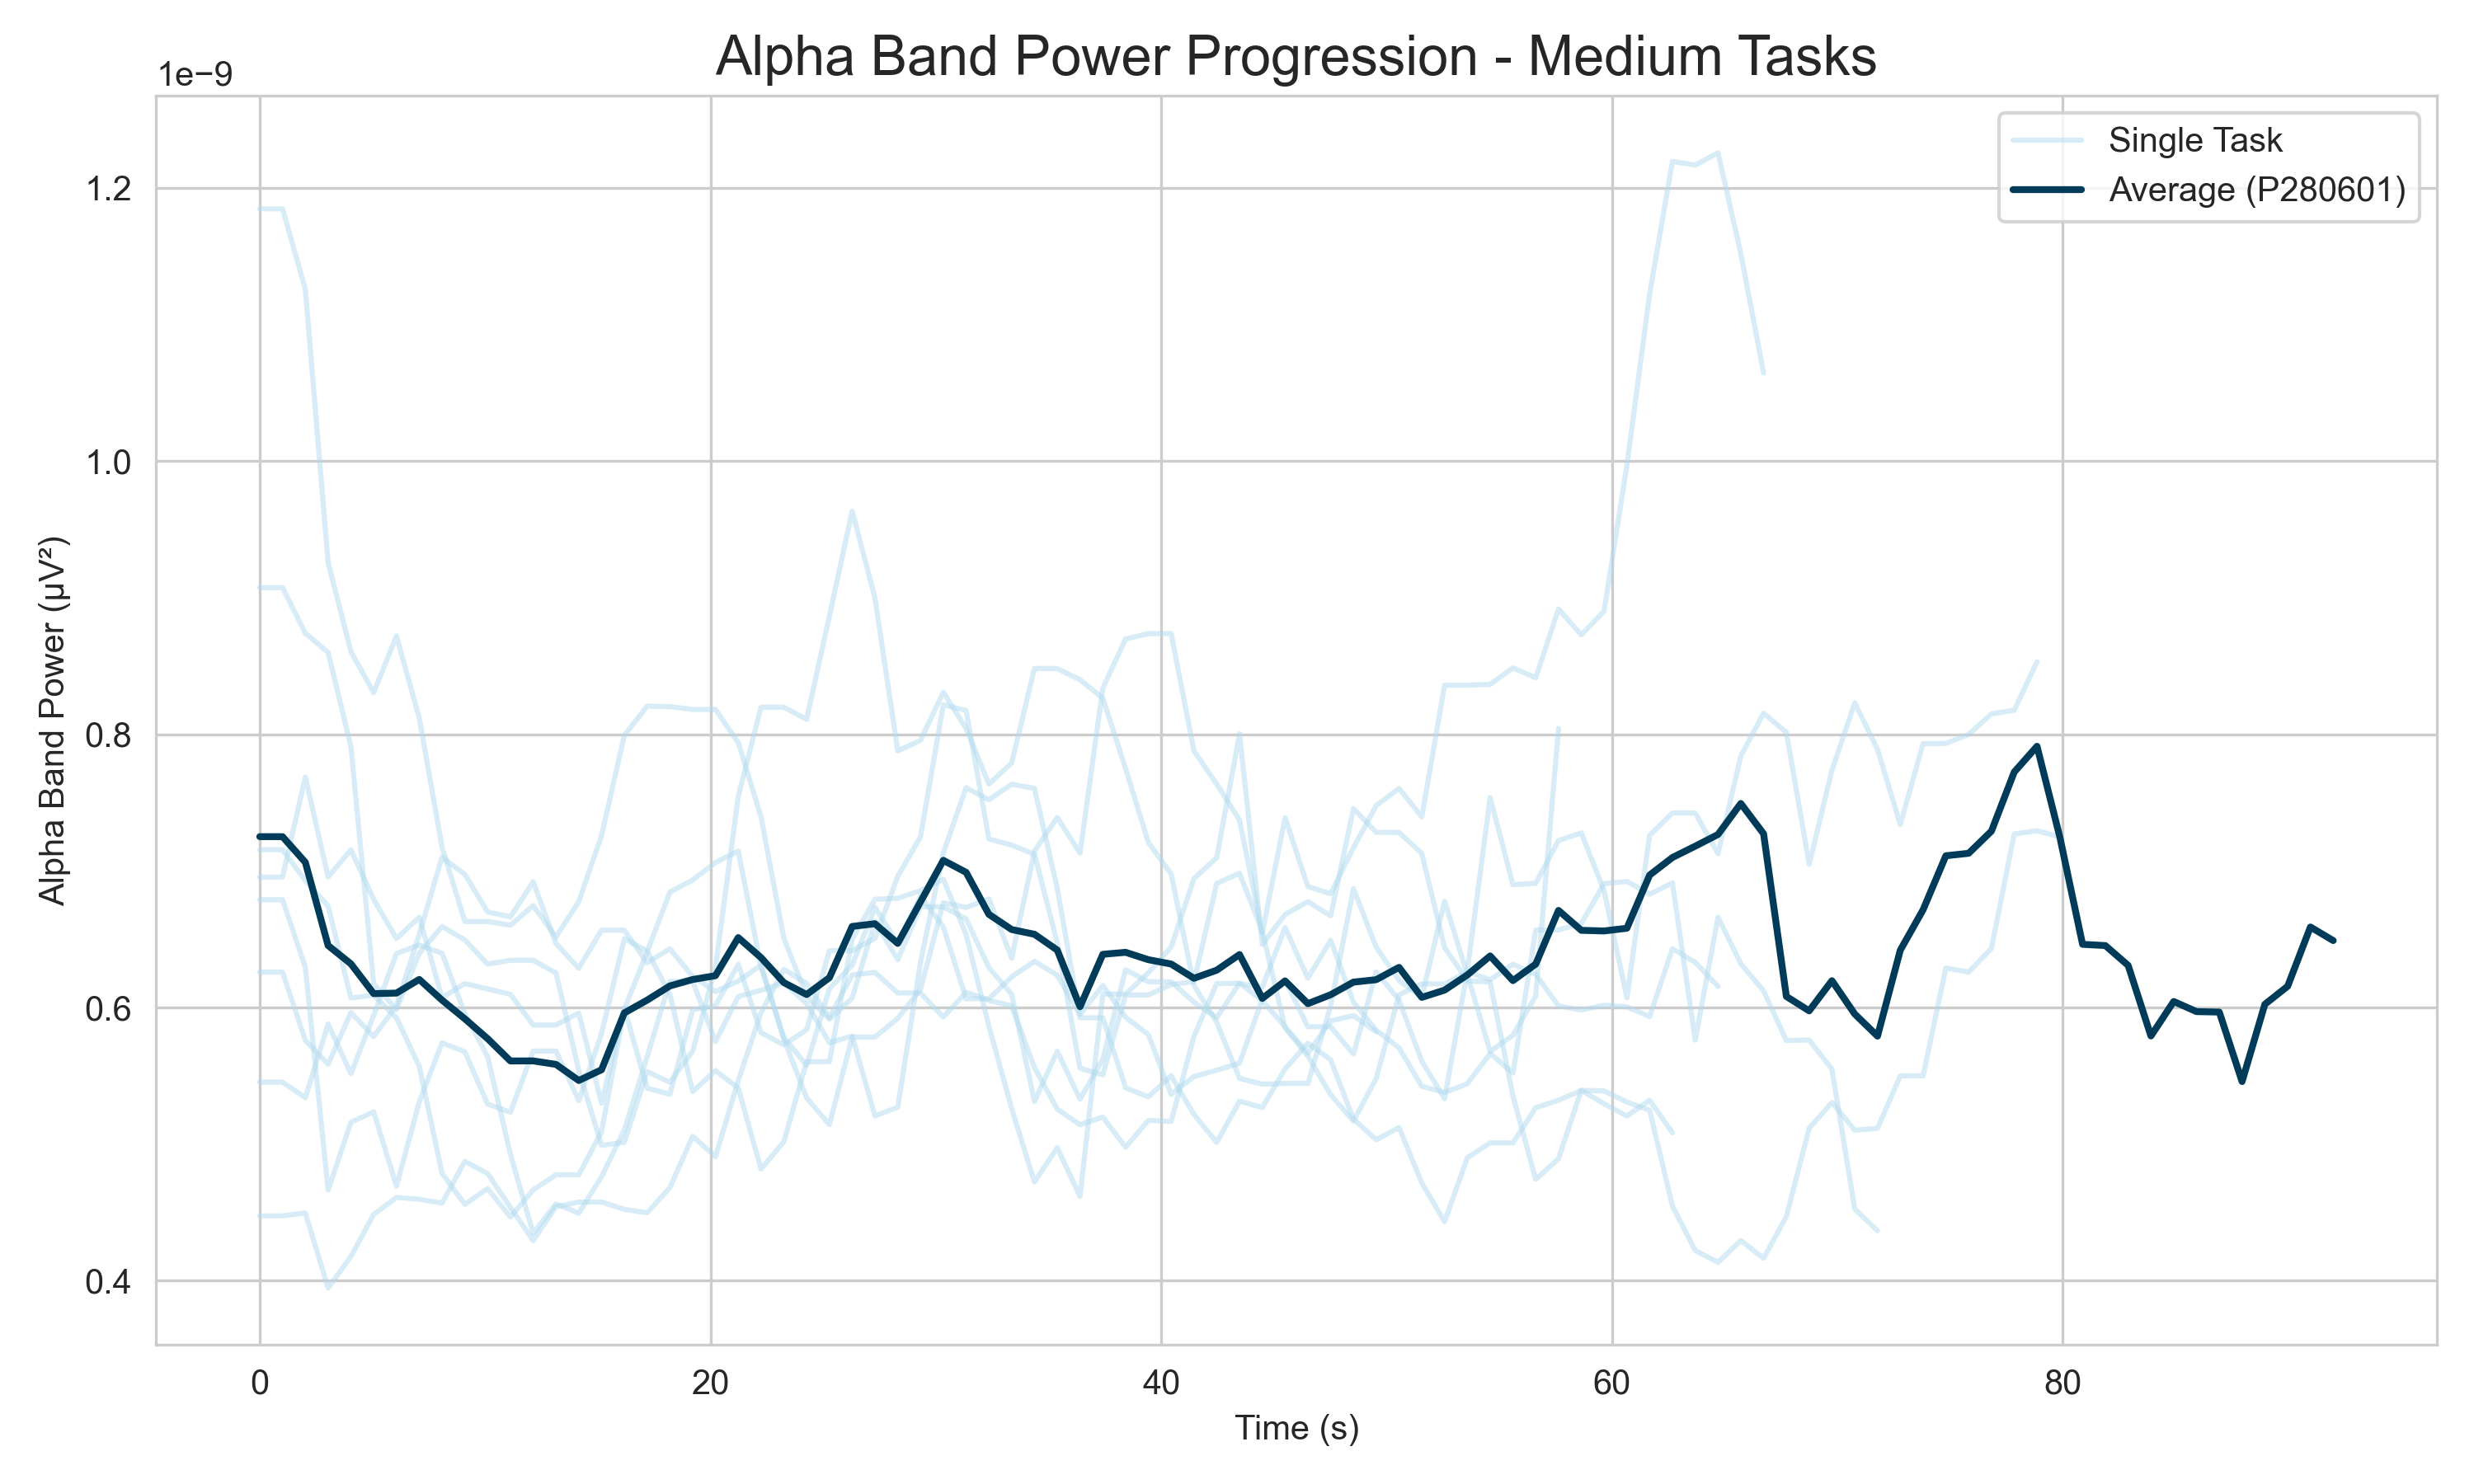 Alpha Band Power Progression - Medium Tasks
1e−9
Single Task
Average (P280601)
1.2
1.0
0.8
0.6
0.4
Alpha Band Power (µV²)
0
20
40
60
80
Time (s)